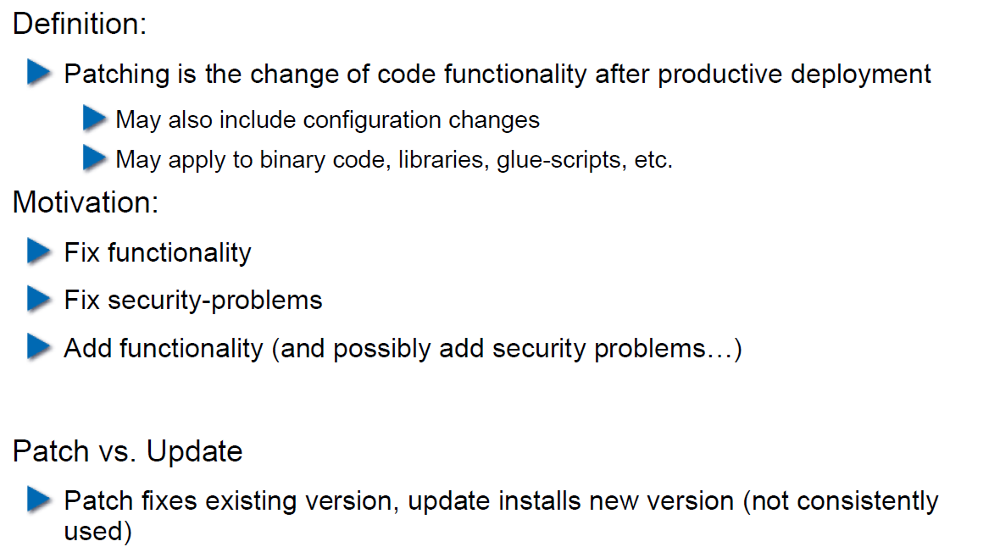 Definition:
Patching is the change of code functionality after productive deployment
May also include configuration changes
May apply to binary code, libraries, glue-scripts, etc.
Motivation:
Fix functionality
Fix security-problems
Add functionality (and possibly add security problems…)
Patch vs. Update
Patch fixes existing version, update installs new version (not consistently
used)